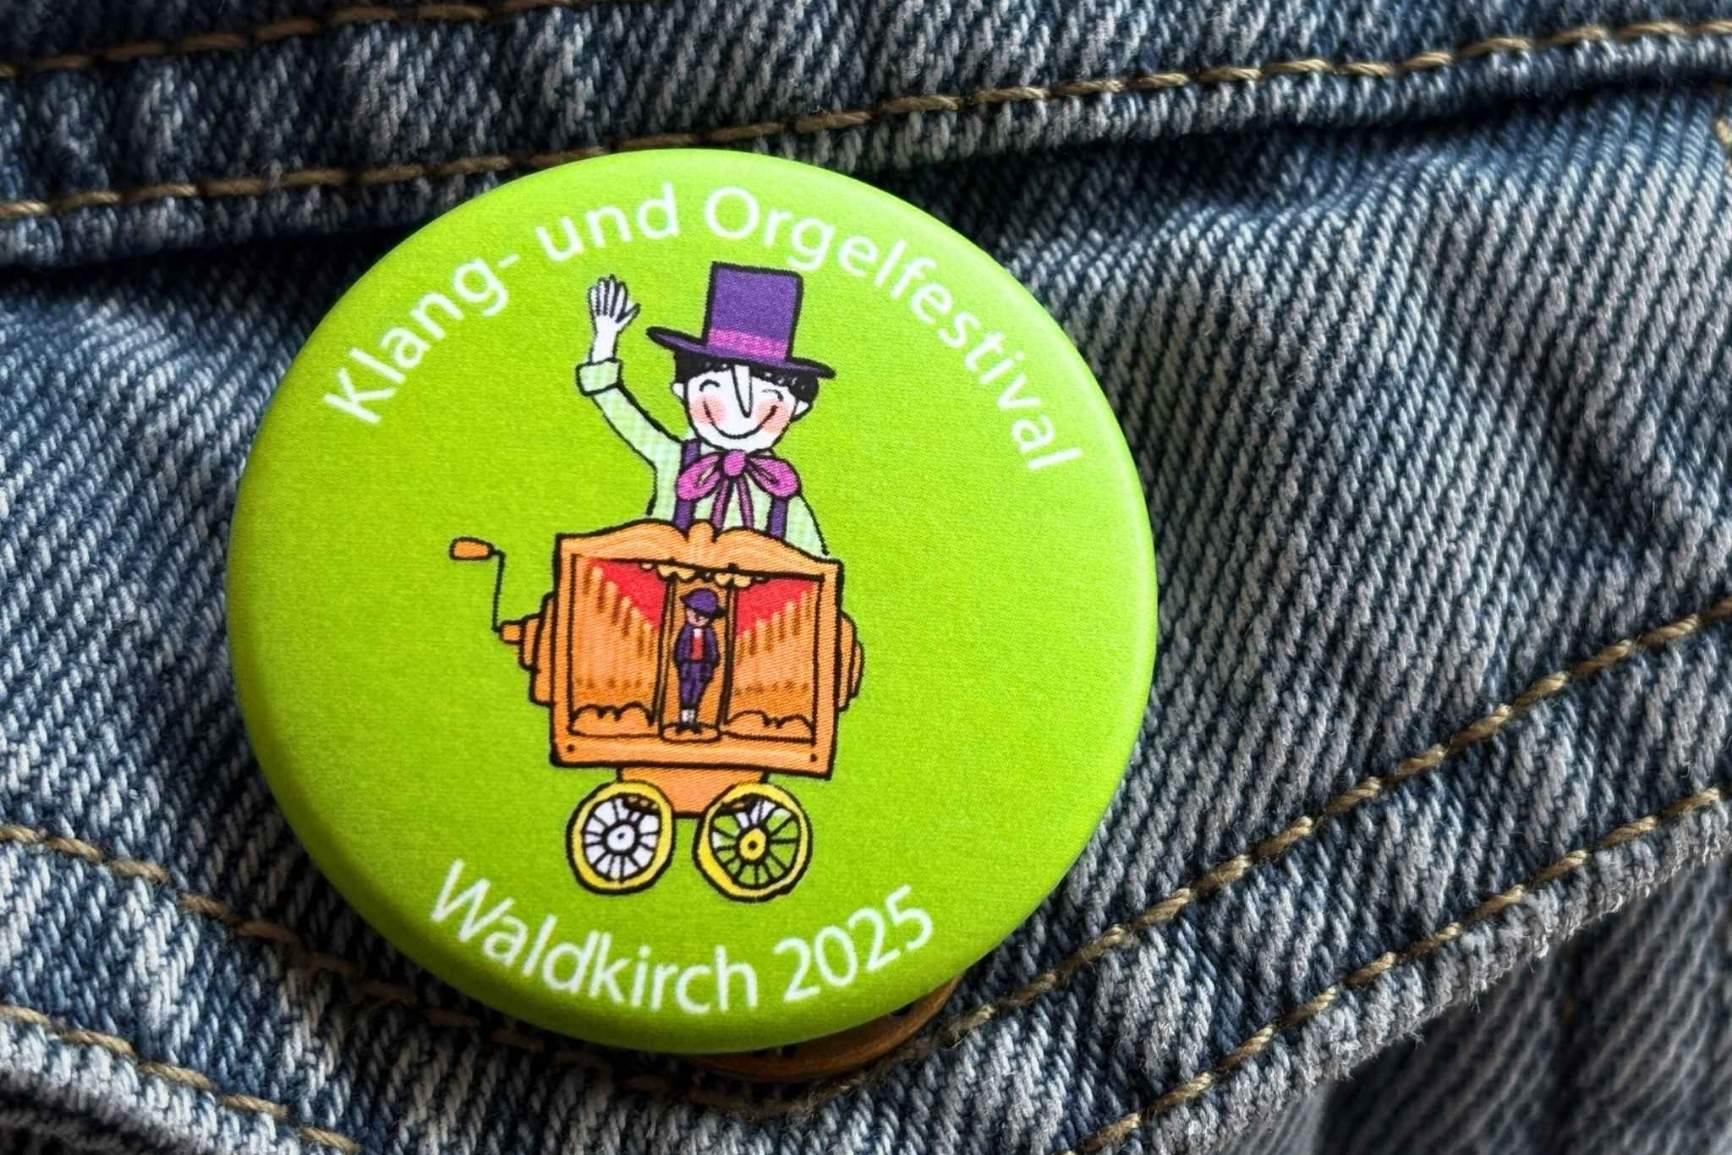 Klang- und Orgelfestival
Waldkirch 2025